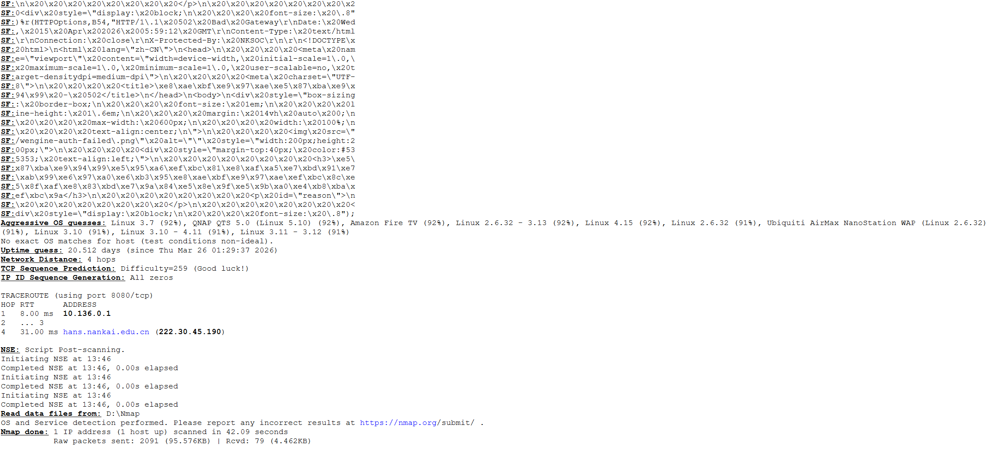 SF:\n\x20\x20\x20\x20\x20\x20\x20\x20</p>\n\x20\x20\x20\x20\x20\x20\x20\x2
SF:0<div\x20style=\"display:\x20block;\n\x20\x20\x20\x20font-size:\x20\.8"
SF:)%r(HTTPOptions,B54,"HTTP/1\.1\x20502\x20Bad\x20Gateway\r\nDate:\x20Wed
SF:,\x2015\x20Apr\x202026\x2005:59:12\x20GMT\r\nContent-Type:\x20text/html
SF:\r\nConnection:\x20close\r\nX-Protected-By:\x20NKSOC\r\n\r\n<!DOCTYPE\x
SF:20html>\n<html\x20lang=\"zh-CN\">\n<head>\n\x20\x20\x20\x20<meta\x20nam
SF:e=\"viewport\"\x20content=\"width=device-width,\x20initial-scale=1\.0,\
SF:x20maximum-scale=1\.0,\x20minimum-scale=1\.0,\x20user-scalable=no,\x20t
SF:arget-densitydpi=medium-dpi\">\n\x20\x20\x20\x20<meta\x20charset=\"UTF-
SF:8\">\n\x20\x20\x20\x20<title>\xe8\xae\xbf\xe9\x97\xae\xe5\x87\xba\xe9\x
SF:94\x99\x20-\x20502</title>\n</head>\n<body>\n<div\x20style=\"box-sizing
SF::\x20border-box;\n\x20\x20\x20\x20font-size:\x201em;\n\x20\x20\x20\x20l
SF:ine-height:\x201\.6em;\n\x20\x20\x20\x20margin:\x2014vh\x20auto\x200;\n
SF:\x20\x20\x20\x20max-width:\x20600px;\n\x20\x20\x20\x20width:\x20100%;\n
SF:\x20\x20\x20\x20text-align:center;\n\">\n\x20\x20\x20\x20<img\x20src=\"
SF:/wengine-auth-failed\.png\"\x20alt=\"\"\x20style=\"width:200px;height:2
SF:00px;\">\n\x20\x20\x20\x20<div\x20style=\"margin-top:40px;\x20color:#53
SF:5353;\x20text-align:left;\">\n\x20\x20\x20\x20\x20\x20\x20\x20<h3>\xe5\
SF:x87\xba\xe9\x94\x99\xe5\x95\xa6\xef\xbc\x81\xe8\xaf\xa5\xe7\xbd\x91\xe7
SF:\xab\x99\xe6\x97\xa0\xe6\xb3\x95\xe8\xae\xbf\xe9\x97\xae\xef\xbc\x8c\xe
SF:5\x8f\xaf\xe8\x83\xbd\xe7\x9a\x84\xe5\x8e\x9f\xe5\x9b\xa0\xe4\xb8\xba\x
SF:ef\xbc\x9a</h3>\n\x20\x20\x20\x20\x20\x20\x20\x20<p\x20id=\"reason\">\n
SF:\x20\x20\x20\x20\x20\x20\x20\x20</p>\n\x20\x20\x20\x20\x20\x20\x20\x20<
SF:div\x20style=\"display:\x20block;\n\x20\x20\x20\x20font-size:\x20\.8");
Aggressive OS guesses: Linux 3.7 (92%), QNAP QTS 5.0 (Linux 5.10) (92%), Amazon Fire TV (92%), Linux 2.6.32 - 3.13 (92%), Linux 4.15 (92%), Linux 2.6.32 (91%), Ubiquiti AirMax NanoStation WAP (Linux 2.6.32)
(91%), Linux 3.10 (91%), Linux 3.10 - 4.11 (91%), Linux 3.11 - 3.12 (91%)
No exact OS matches for host (test conditions non-ideal).
Uptime guess: 20.512 days (since Thu Mar 26 01:29:37 2026)
Network Distance: 4 hops
TCP Sequence Prediction: Difficulty=259 (Good luck!)
IP ID Sequence Generation: All zeros
TRACEROUTE (using port 8080/tcp)
HOP RTT      ADDRESS
1   8.00 ms  10.136.0.1
2   ... 3
4   31.00 ms hans.nankai.edu.cn (222.30.45.190)
NSE: Script Post-scanning.
Initiating NSE at 13:46
Completed NSE at 13:46, 0.00s elapsed
Initiating NSE at 13:46
Completed NSE at 13:46, 0.00s elapsed
Initiating NSE at 13:46
Completed NSE at 13:46, 0.00s elapsed
Read data files from: D:\Nmap
OS and Service detection performed. Please report any incorrect results at https://nmap.org/submit/ .
Nmap done: 1 IP address (1 host up) scanned in 42.09 seconds
Raw packets sent: 2091 (95.576KB) | Rcvd: 79 (4.462KB)